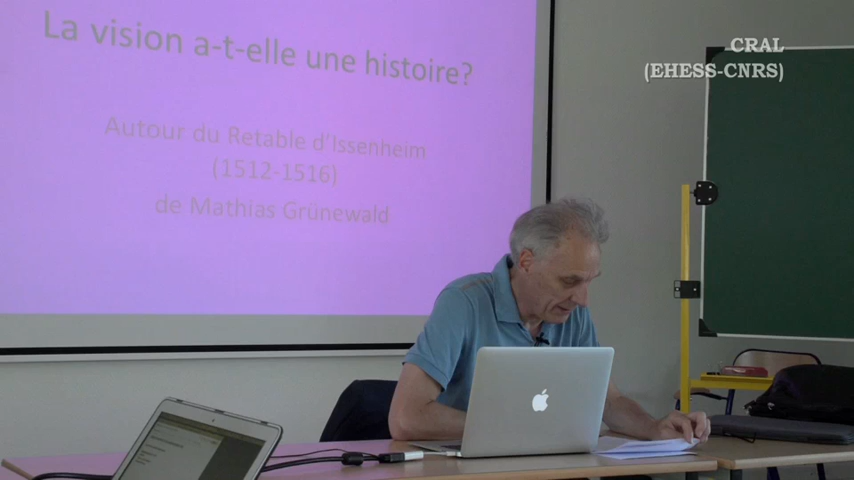 La vision a-t-elle une histoire?
Autour du Retable d'Issenheim
(1512-1516)
de Mathias Grünewald
CRAL
(EHESS-CNRS)